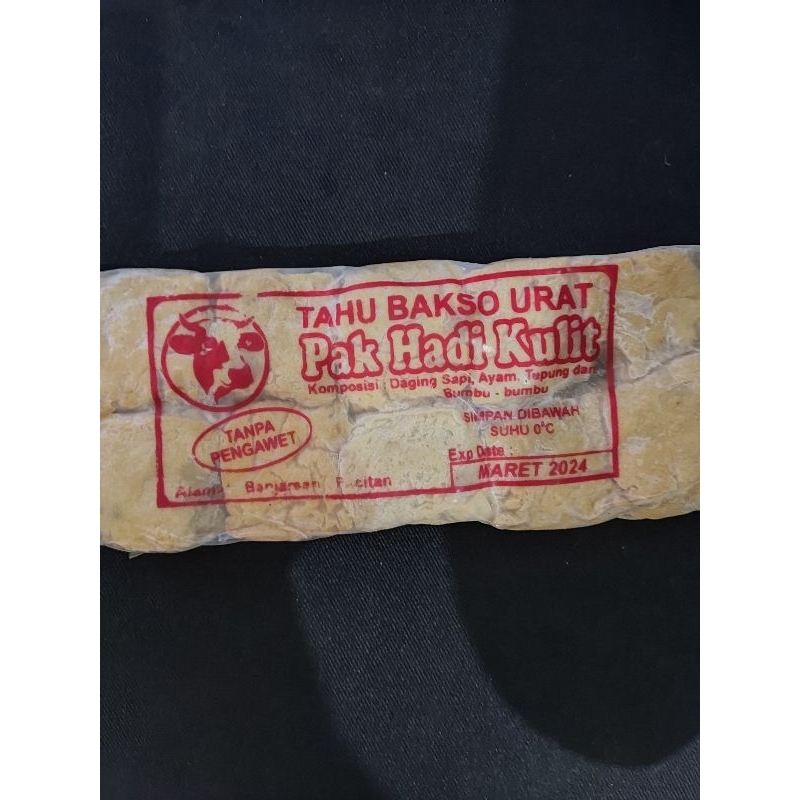 TAHU BAKSO URAT
Pak Hadi Kulit
Komposisi : Daging Sapi, Ayam, Tepung dan
Bumbu - bumbu
TANPA
PENGAWET
SIMPAN DIBAWAH
SUHU 0°C
Exp Date :
MARET 2024
Banjarsari